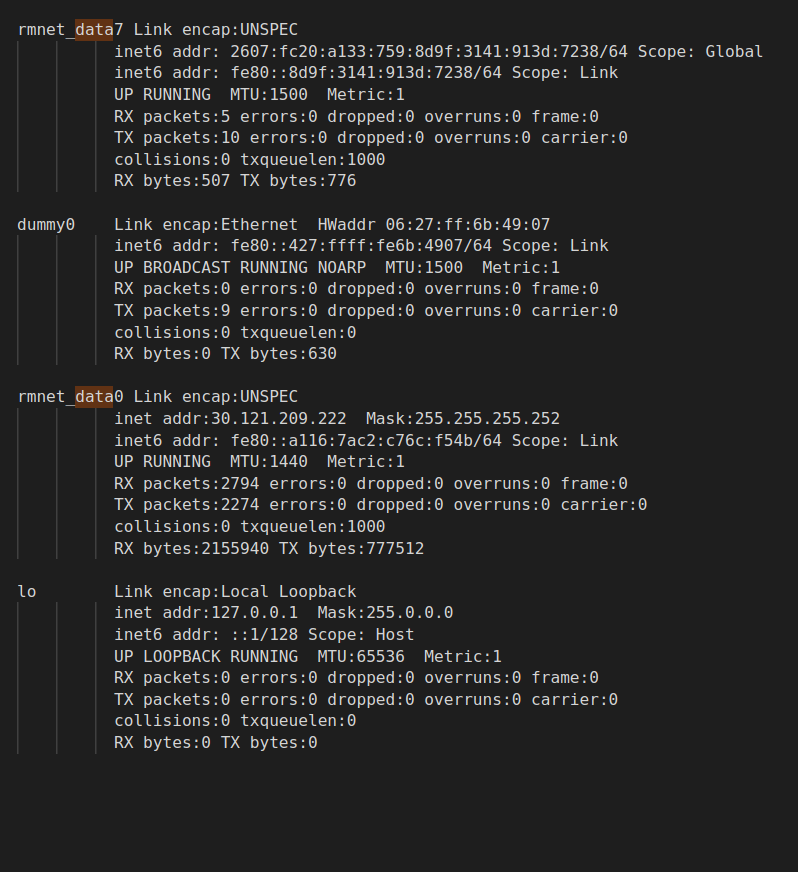 rmnet_data7 Link encap:UNSPEC
inet6 addr: 2607:fc20:a133:759:8d9f:3141:913d:7238/64 Scope: Global
inet6 addr: fe80::8d9f:3141:913d:7238/64 Scope: Link
UP RUNNING  MTU:1500  Metric:1
RX packets:5 errors:0 dropped:0 overruns:0 frame:0
TX packets:10 errors:0 dropped:0 overruns:0 carrier:0
collisions:0 txqueuelen:1000
RX bytes:507 TX bytes:776
dummy0    Link encap:Ethernet  HWaddr 06:27:ff:6b:49:07
inet6 addr: fe80::427:ffff:fe6b:4907/64 Scope: Link
UP BROADCAST RUNNING NOARP  MTU:1500  Metric:1
RX packets:0 errors:0 dropped:0 overruns:0 frame:0
TX packets:9 errors:0 dropped:0 overruns:0 carrier:0
collisions:0 txqueuelen:0
RX bytes:0 TX bytes:630
rmnet_data0 Link encap:UNSPEC
inet addr:30.121.209.222  Mask:255.255.255.252
inet6 addr: fe80::a116:7ac2:c76c:f54b/64 Scope: Link
UP RUNNING  MTU:1440  Metric:1
RX packets:2794 errors:0 dropped:0 overruns:0 frame:0
TX packets:2274 errors:0 dropped:0 overruns:0 carrier:0
collisions:0 txqueuelen:1000
RX bytes:2155940 TX bytes:777512
lo        Link encap:Local Loopback
inet addr:127.0.0.1  Mask:255.0.0.0
inet6 addr: ::1/128 Scope: Host
UP LOOPBACK RUNNING  MTU:65536  Metric:1
RX packets:0 errors:0 dropped:0 overruns:0 frame:0
TX packets:0 errors:0 dropped:0 overruns:0 carrier:0
collisions:0 txqueuelen:0
RX bytes:0 TX bytes:0